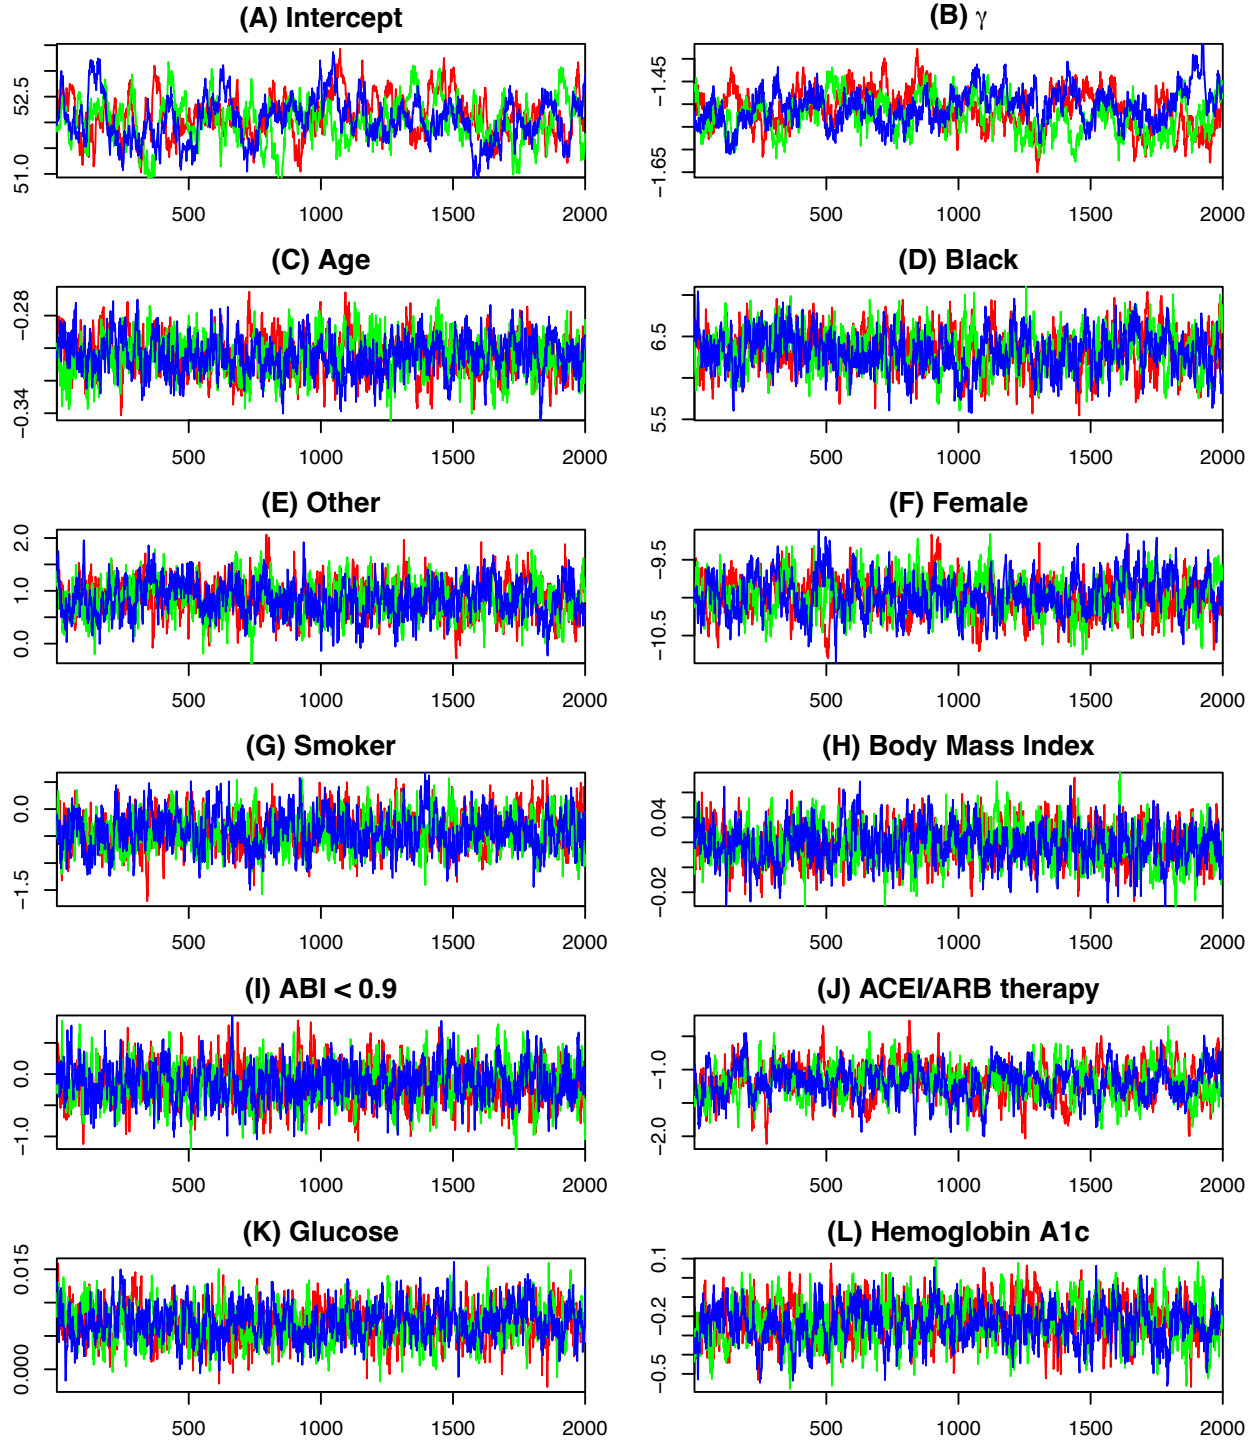 (A) Intercept
52.5
51.0
500 1000 1500 2000
(B) γ
−1.45
−1.65
500 1000 1500 2000
(C) Age
−0.28
−0.34
500 1000 1500 2000
(D) Black
6.5
5.5
500 1000 1500 2000
(E) Other
2.0
1.0
0.0
500 1000 1500 2000
(F) Female
−9.5
−10.5
500 1000 1500 2000
(G) Smoker
0.0
−1.5
500 1000 1500 2000
(H) Body Mass Index
0.04
−0.02
500 1000 1500 2000
(I) ABI < 0.9
0.0
−1.0
500 1000 1500 2000
(J) ACEI/ARB therapy
−1.0
−2.0
500 1000 1500 2000
(K) Glucose
0.015
0.000
500 1000 1500 2000
(L) Hemoglobin A1c
0.1
−0.2
−0.5
500 1000 1500 2000